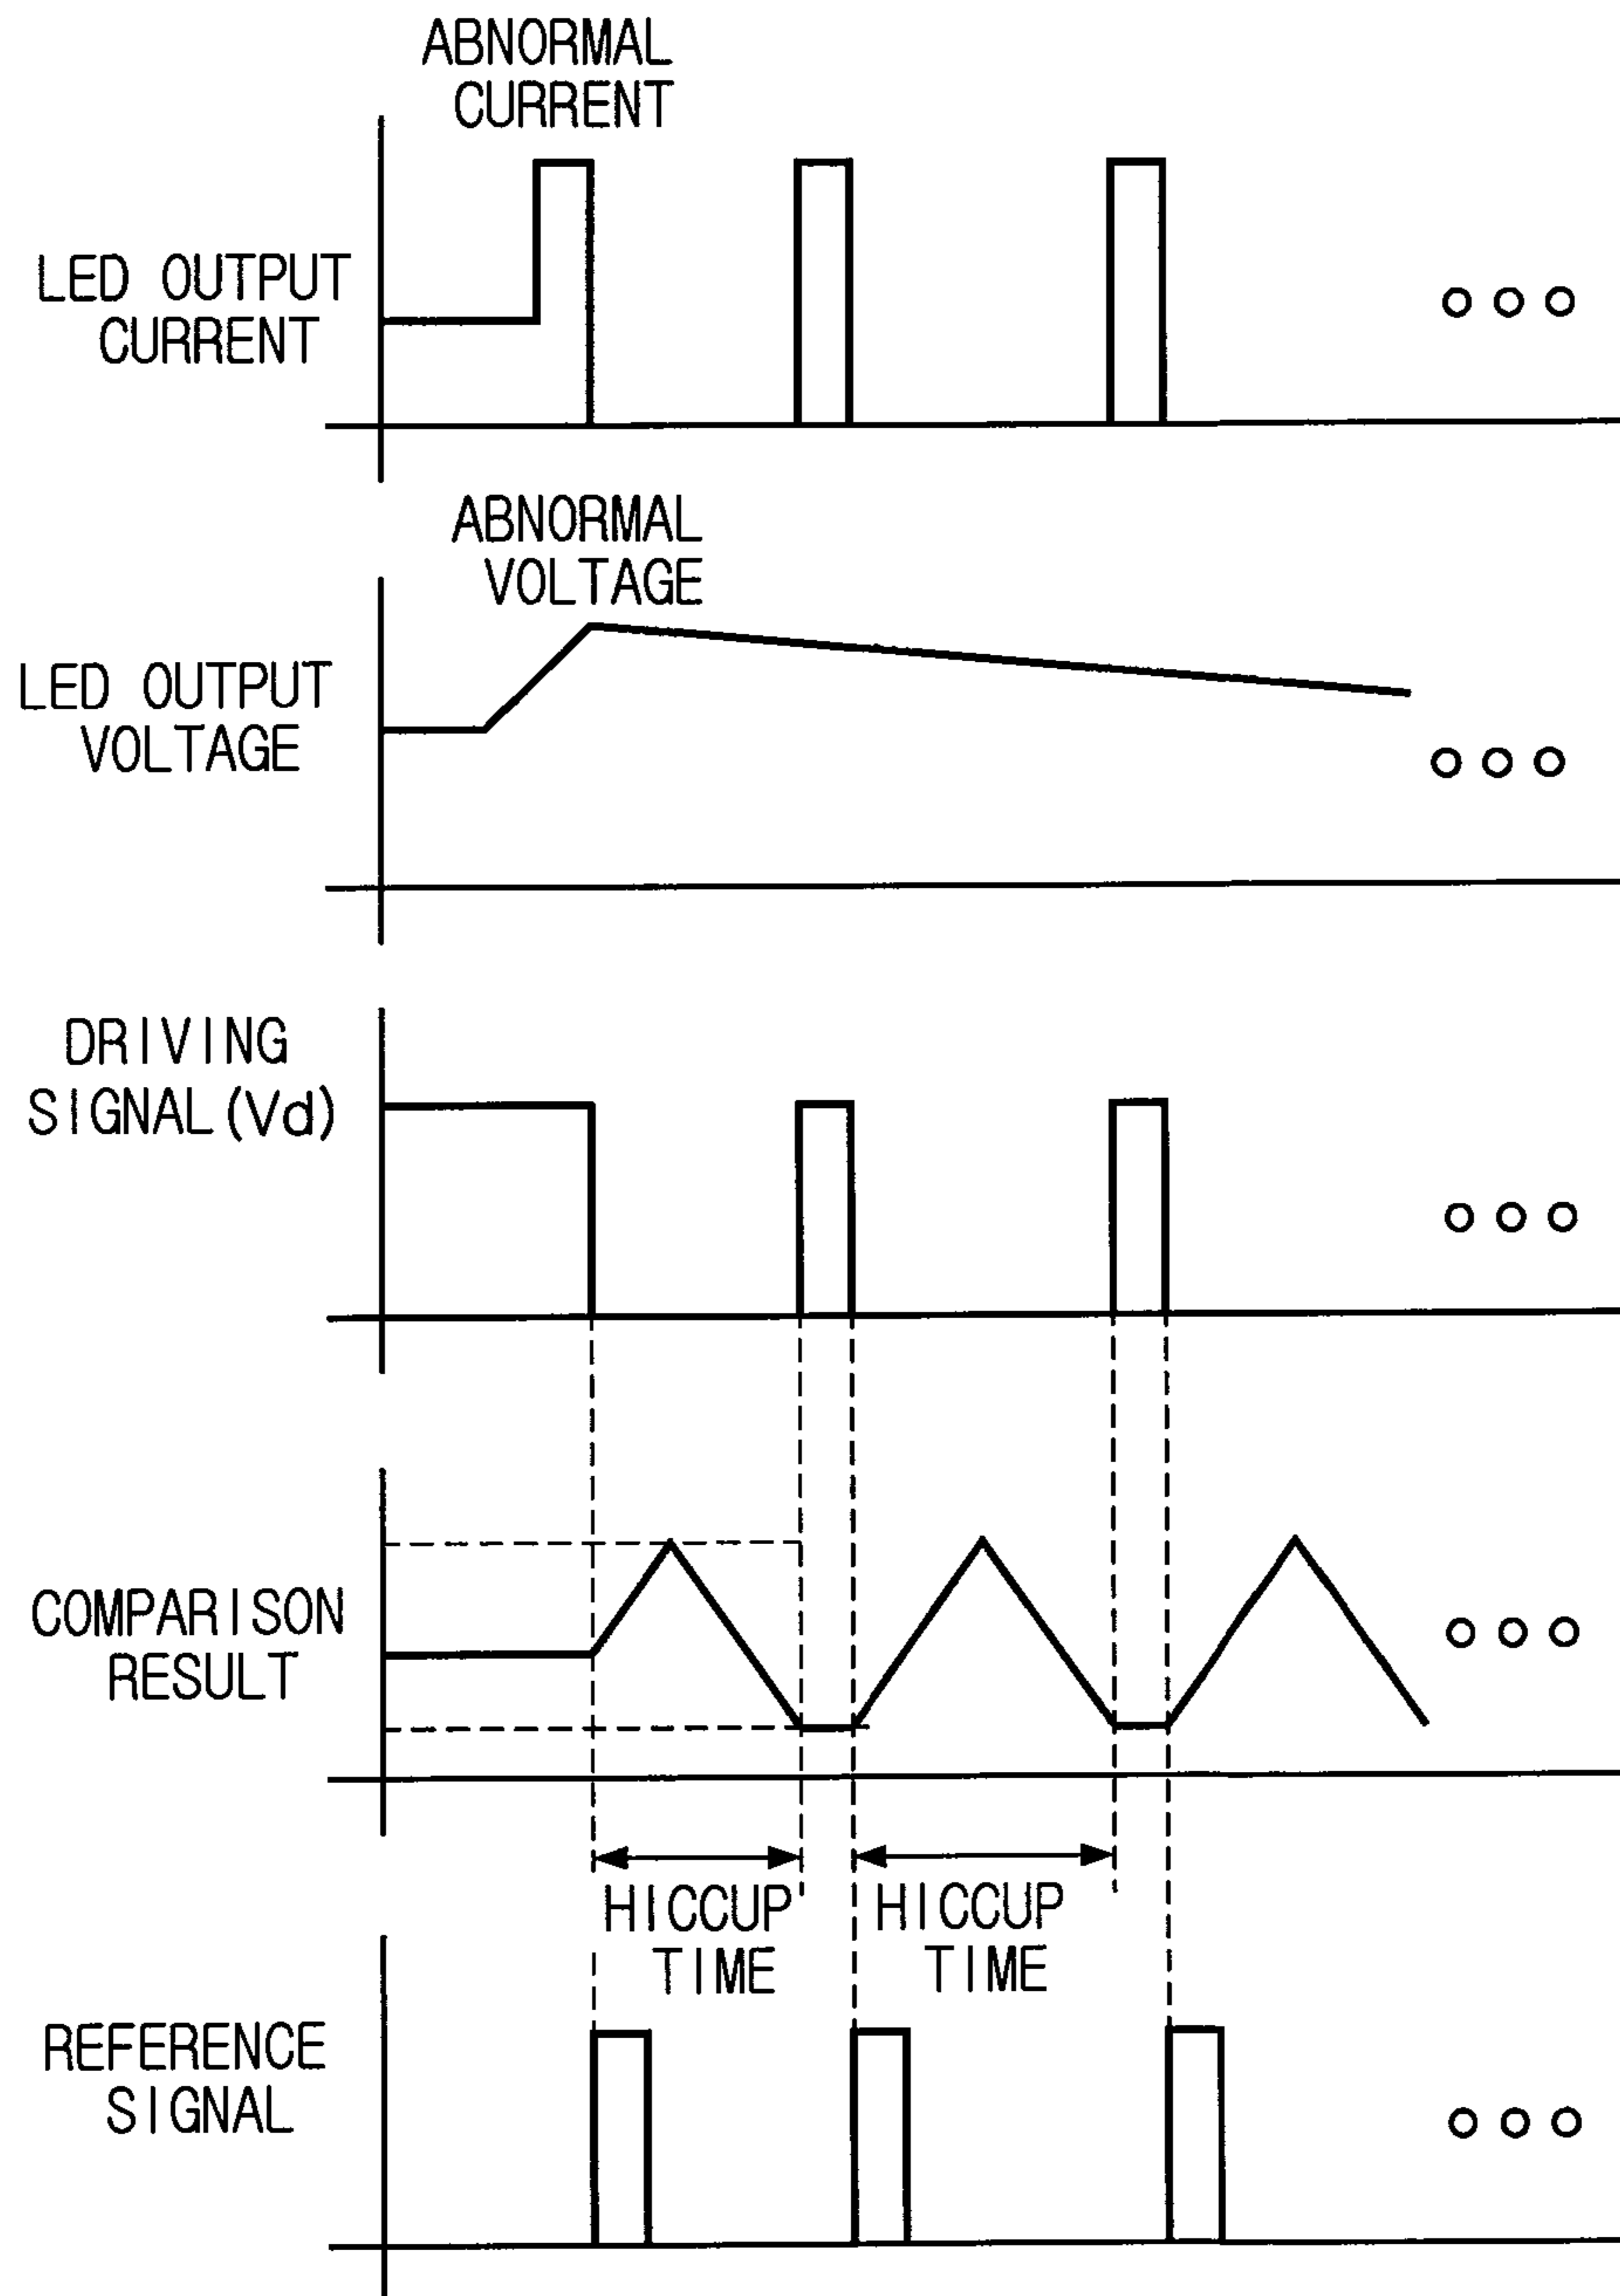 ABNORMAL
CURRENT
LED OUTPUT
CURRENT
ABNORMAL
VOLTAGE
LED OUTPUT
VOLTAGE
DRIVING
SIGNAL(Vd)
COMPARISON
RESULT
HICCUP
TIME
HICCUP
TIME
REFERENCE
SIGNAL